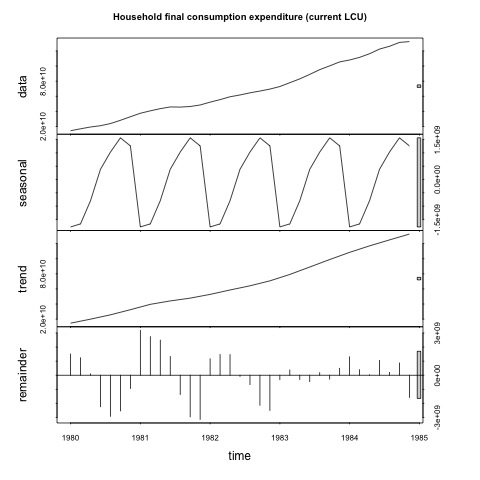 Household final consumption expenditure (current LCU)
data
2.0e+10 8.0e+10
seasonal
-1.5e+09 0.0e+00 1.5e+09
trend
2.0e+10 8.0e+10
remainder
-3e+09 0e+00 3e+09
1980 1981 1982 1983 1984 1985
time